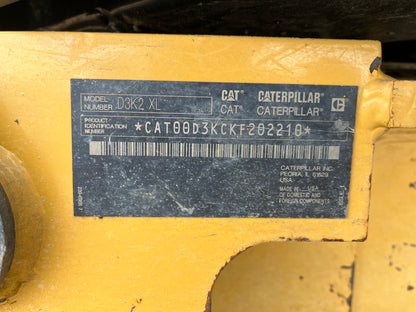 MODEL NUMBER D3K2 XL
CAT CATERPILLAR
CAT® CATERPILLAR®
PRODUCT IDENTIFICATION NUMBER *CAT00D3KCKF202210*
CATERPILLAR INC.
PEORIA, IL 61629
USA
MADE IN USA
OF DOMESTIC AND
FOREIGN COMPONENTS